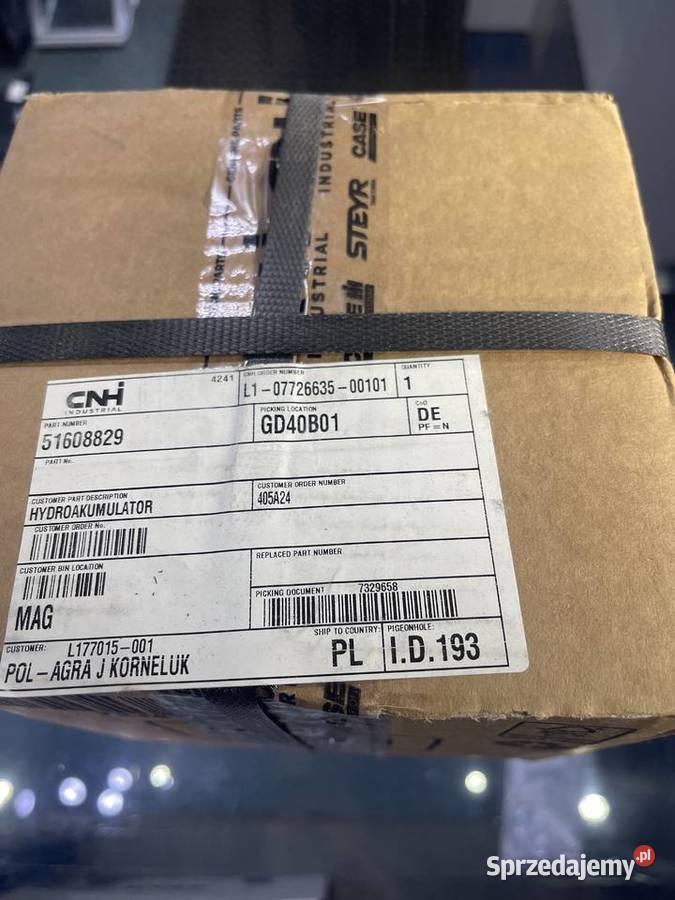 GENUINE PARTS
INDUSTRIAL
CASE
STEYR
USTRIAL
CNH
INDUSTRIAL
4241
CNH ORDER NUMBER
L1-07726635-00101
QUANTITY
1
PART NUMBER
51608829
PICKING LOCATION
GD40B01
CoO
DE
PF=N
PART No.
CUSTOMER PART DESCRIPTION
HYDROAKUMULATOR
CUSTOMER ORDER NUMBER
405A24
CUSTOMER ORDER No.
CUSTOMER BIN LOCATION
MAG
REPLACED PART NUMBER
PICKING DOCUMENT 7329658
CUSTOMER: L177015-001
POL-AGRA J KORNELUK
SHIP TO COUNTRY:
PL
PIGEONHOLE:
I.D.193
Sprzedajemy.pl